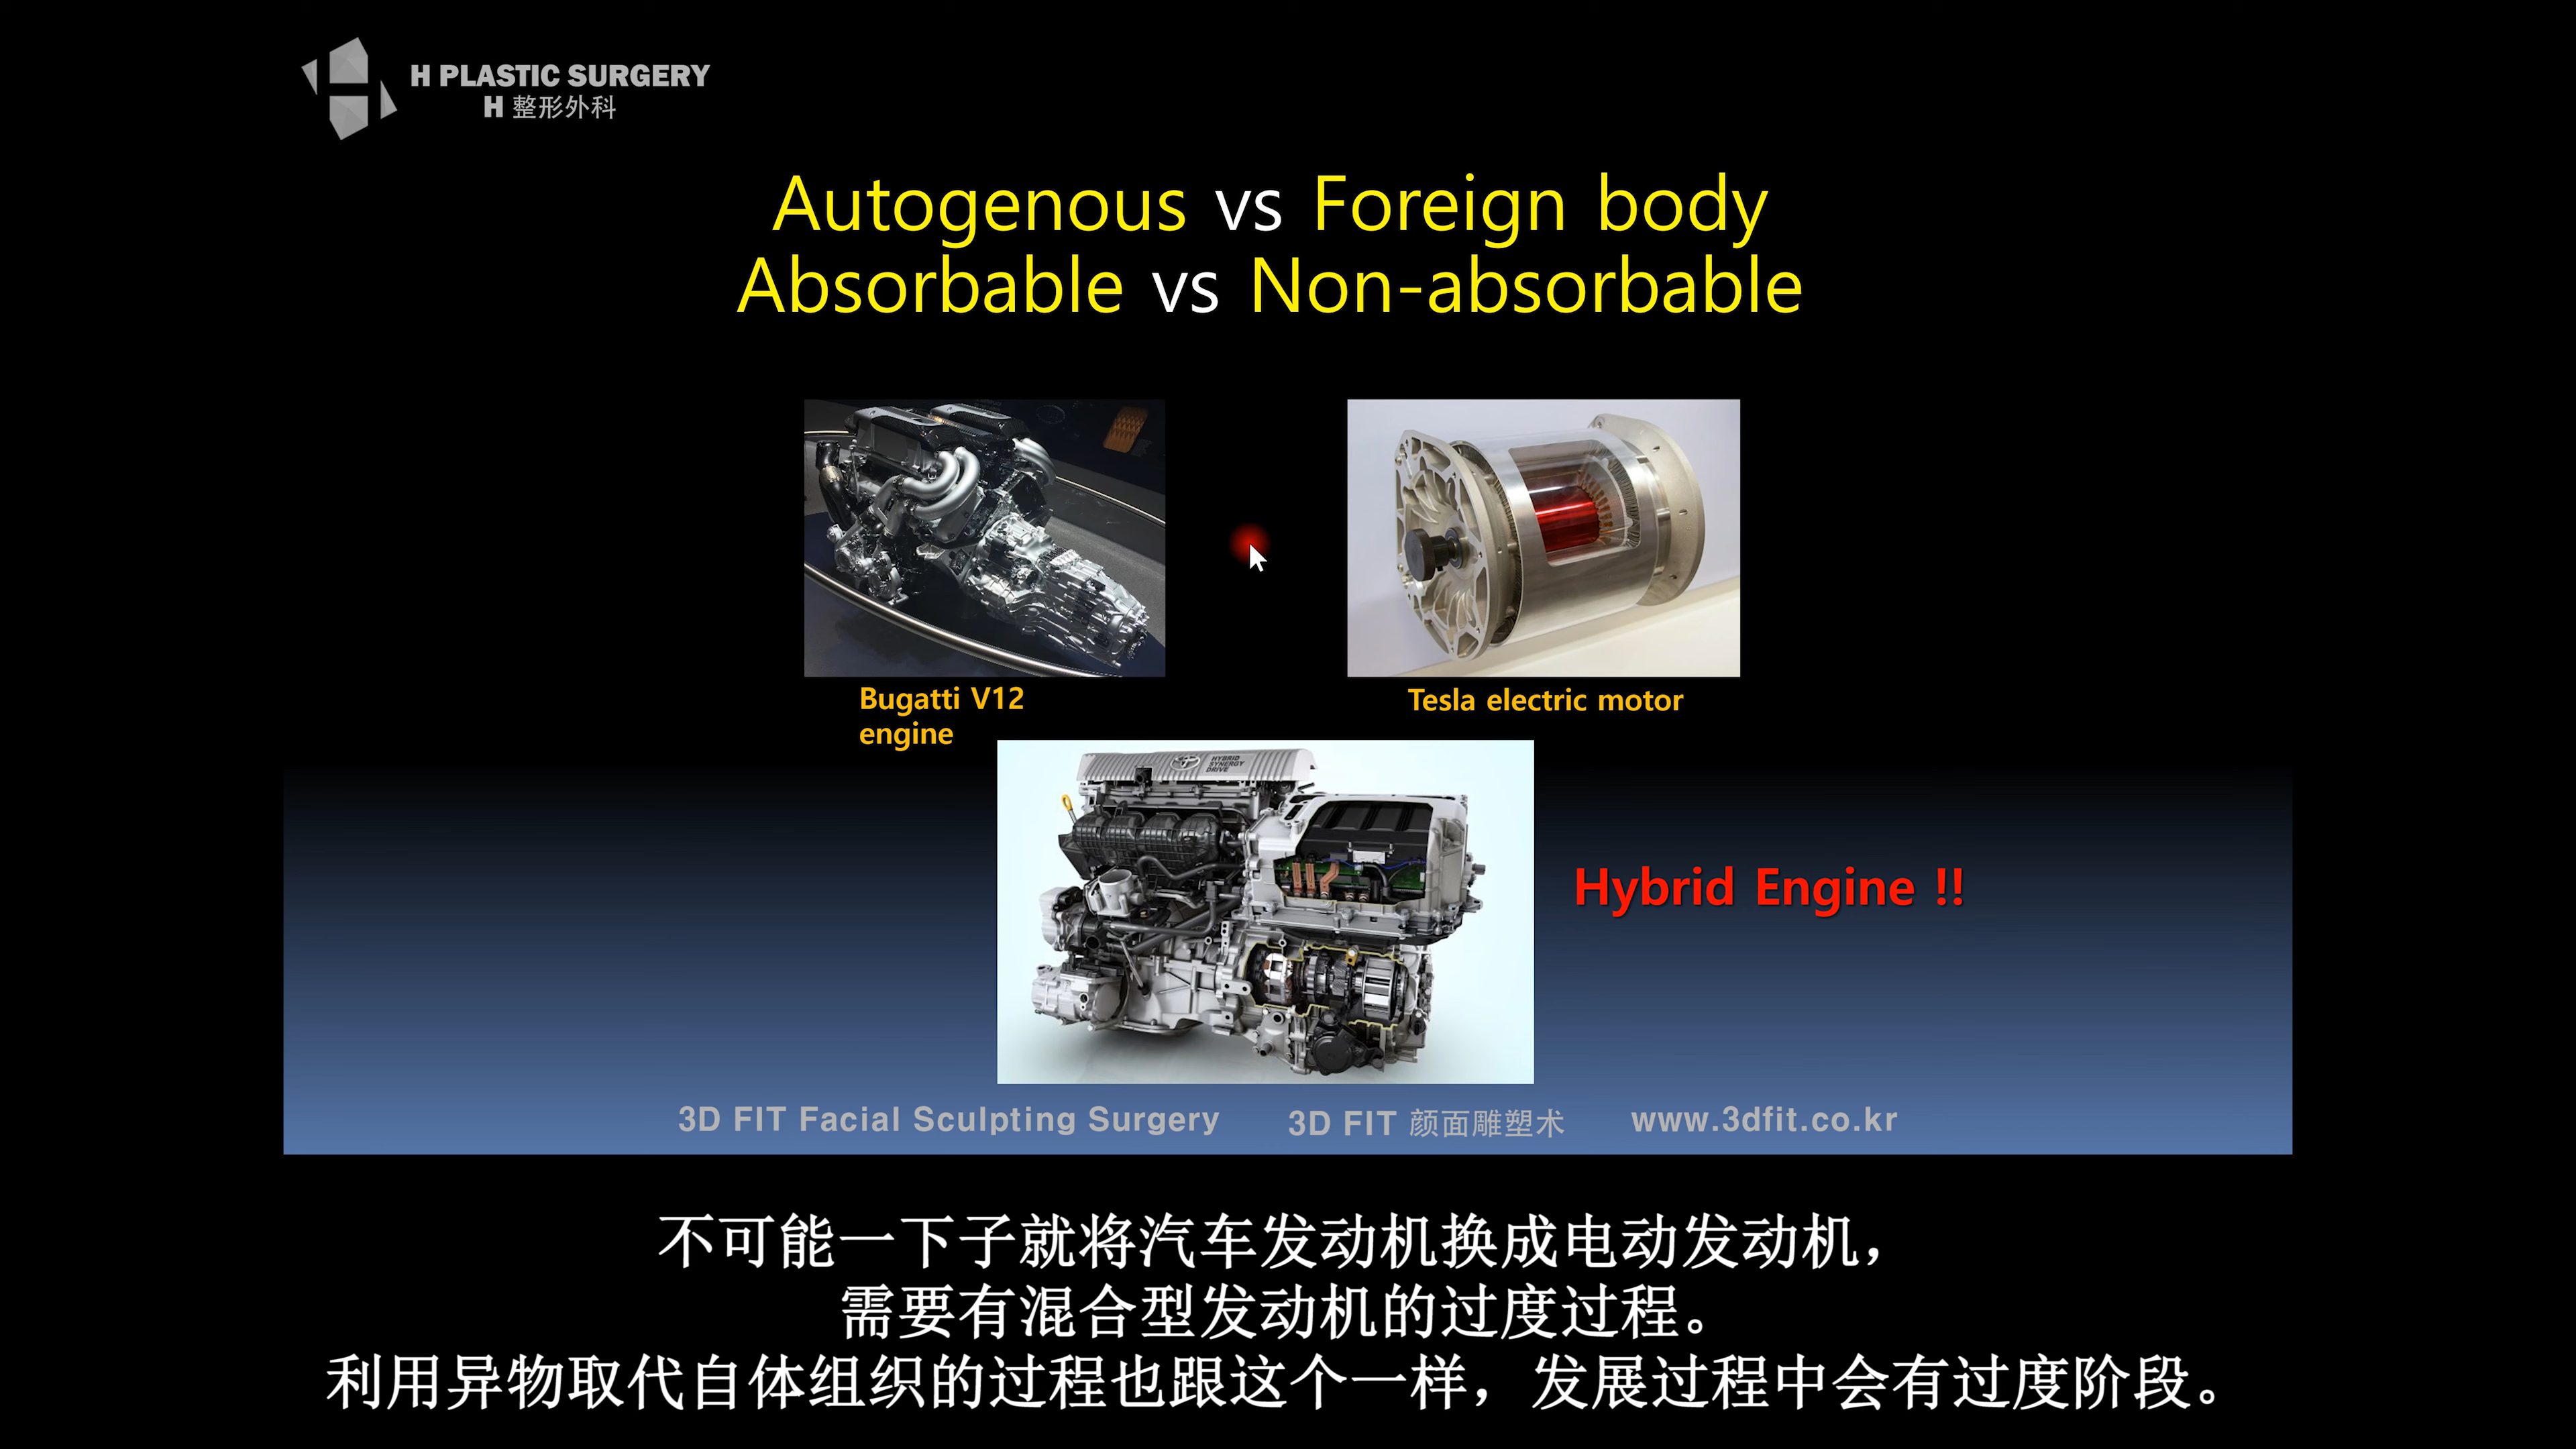 H PLASTIC SURGERY
H 整形外科
Autogenous vs Foreign body
Absorbable vs Non-absorbable
Bugatti V12
engine
Tesla electric motor
HYBRID
SYNERGY
DRIVE
Hybrid Engine !!
3D FIT Facial Sculpting Surgery 3D FIT 颜面雕塑术 www.3dfit.co.kr
不可能一下子就将汽车发动机换成电动发动机，
需要有混合型发动机的过度过程。
利用异物取代自体组织的过程也跟这个一样，发展过程中会有过度阶段。